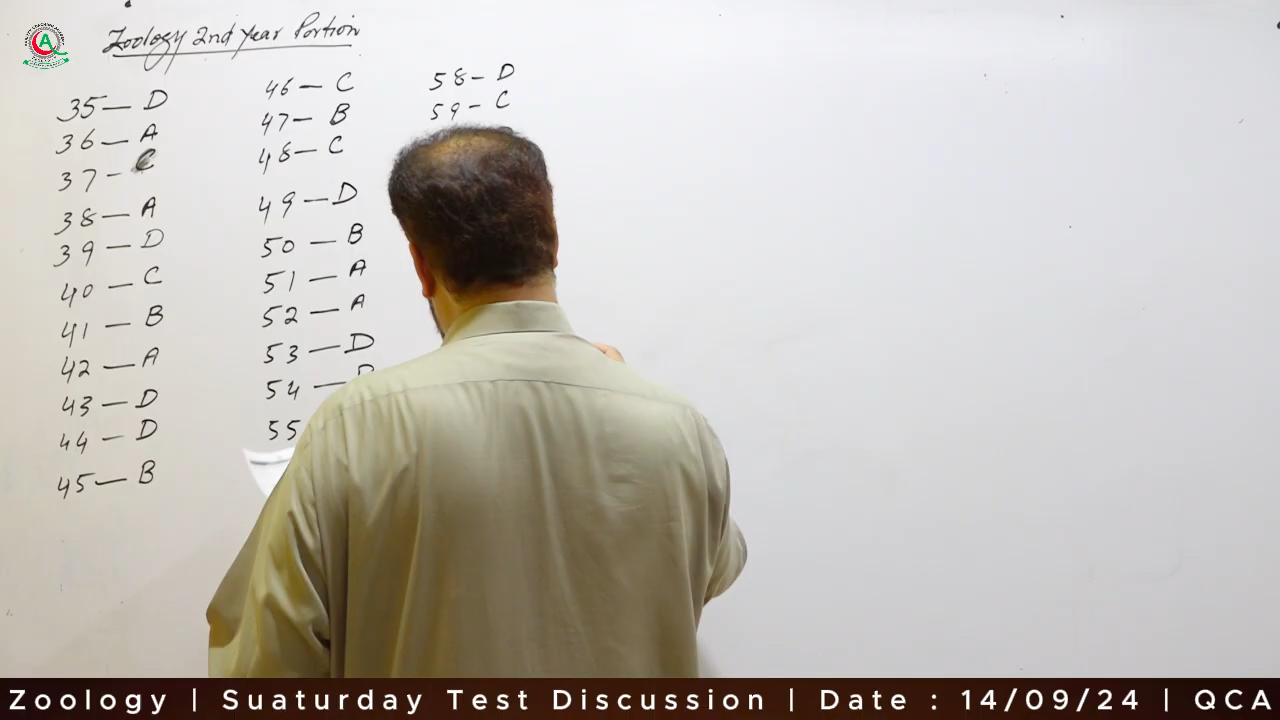 Zoology 2nd Year Portion
35 — D
36 — A
37 - C
38 — A
39 — D
40 — C
41 — B
42 — A
43 — D
44 — D
45 — B
46 — C
47 — B
48 — C
49 — D
50 — B
51 — A
52 — A
53 — D
54 —
55
58 - D
59 - C
Zoology | Suaturday Test Discussion | Date : 14/09/24 | QCA